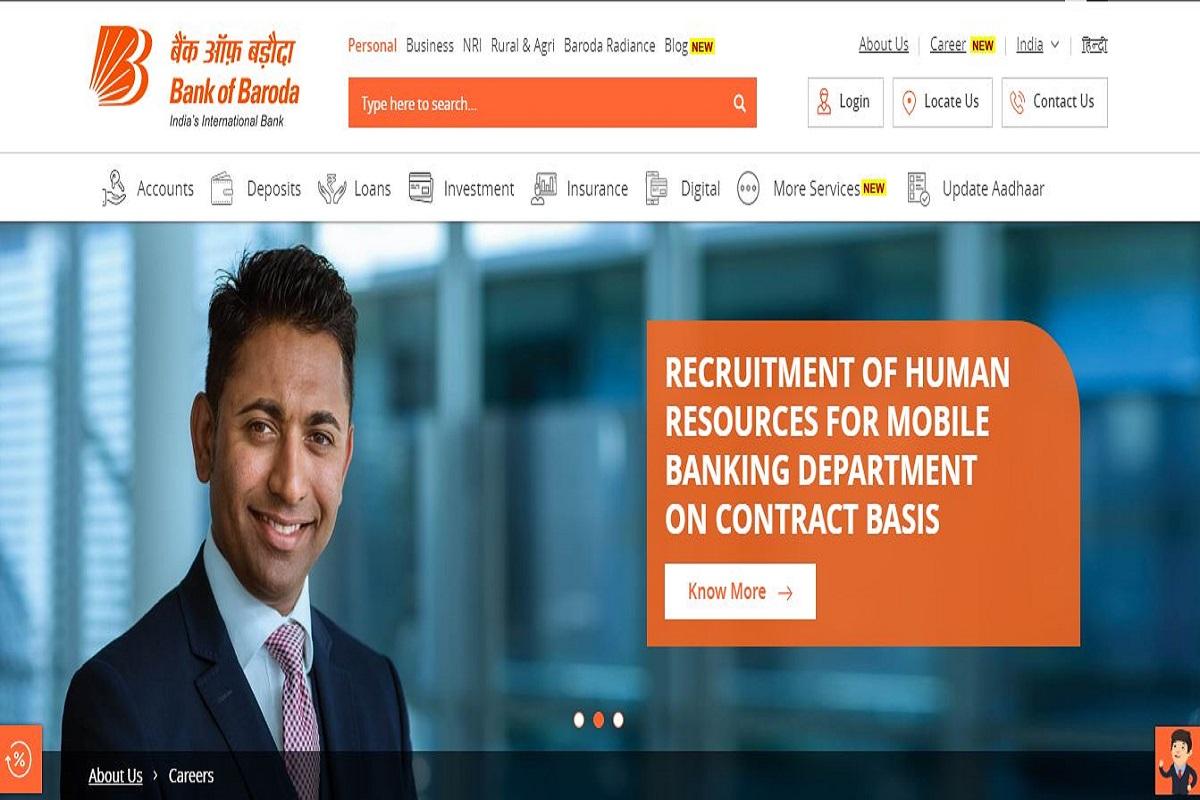 बैंक ऑफ़ बड़ौदा
Bank of Baroda
India's International Bank
Personal Business NRI Rural & Agri Baroda Radiance Blog NEW
About Us Career NEW India हिन्दी
Type here to search...
Login Locate Us Contact Us
Accounts Deposits Loans Investment Insurance Digital More Services NEW Update Aadhaar
RECRUITMENT OF HUMAN
RESOURCES FOR MOBILE
BANKING DEPARTMENT
ON CONTRACT BASIS
Know More →
%
About Us › Careers